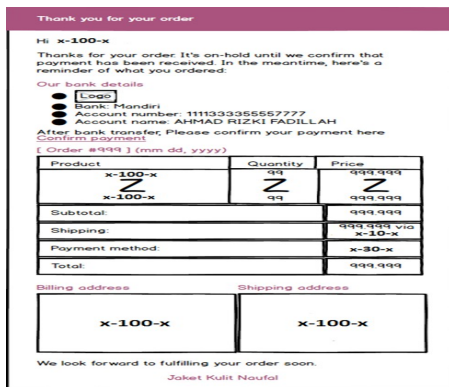 Thank you for your order
Hi x-100-x
Thanks for your order. It's on-hold until we confirm that
payment has been received. In the meantime, here's a
reminder of what you ordered:
Our bank details
Logo
Bank: Mandiri
Account number: 1111333355557777
Account name: AHMAD RIZKI FADILLAH
After bank transfer, Please confirm your payment here
Confirm payment
[ Order #999 ] (mm dd, yyyy)
Product Quantity Price
x-100-x 99 999.999
Z Z Z
x-100-x 99 999.999
Subtotal: 999.999
Shipping: 999.999 via
x-10-x
Payment method: x-30-x
Total: 999.999
Billing address Shipping address
x-100-x x-100-x
We look forward to fulfilling your order soon.
Jaket Kulit Naufal